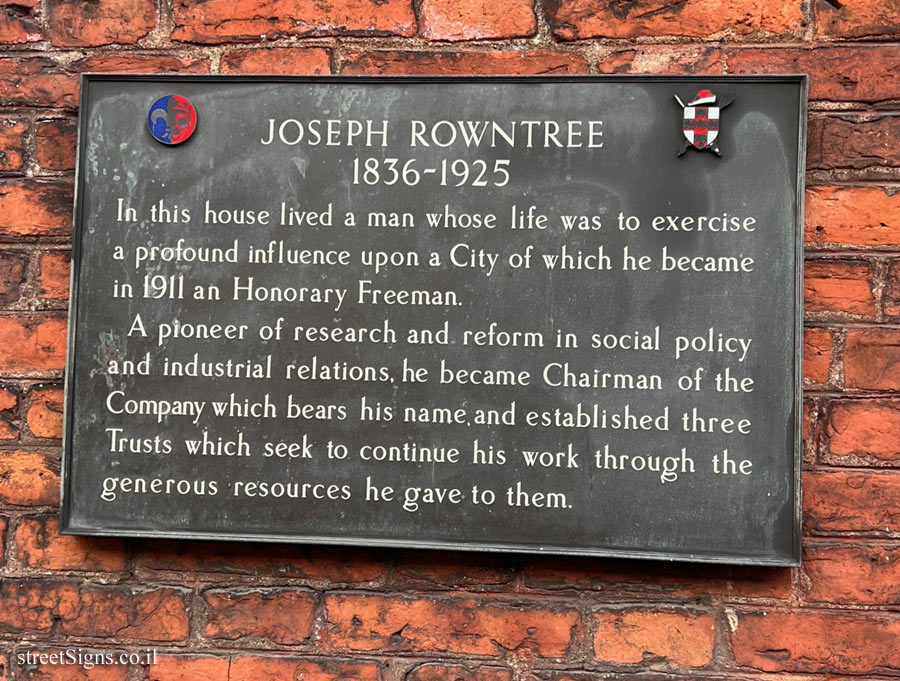 JOSEPH ROWNTREE
1836-1925
In this house lived a man whose life was to exercise
a profound influence upon a City of which he became
in 1911 an Honorary Freeman.
A pioneer of research and reform in social policy
and industrial relations, he became Chairman of the
Company which bears his name, and established three
Trusts which seek to continue his work through the
generous resources he gave to them.
streetSigns.co.il